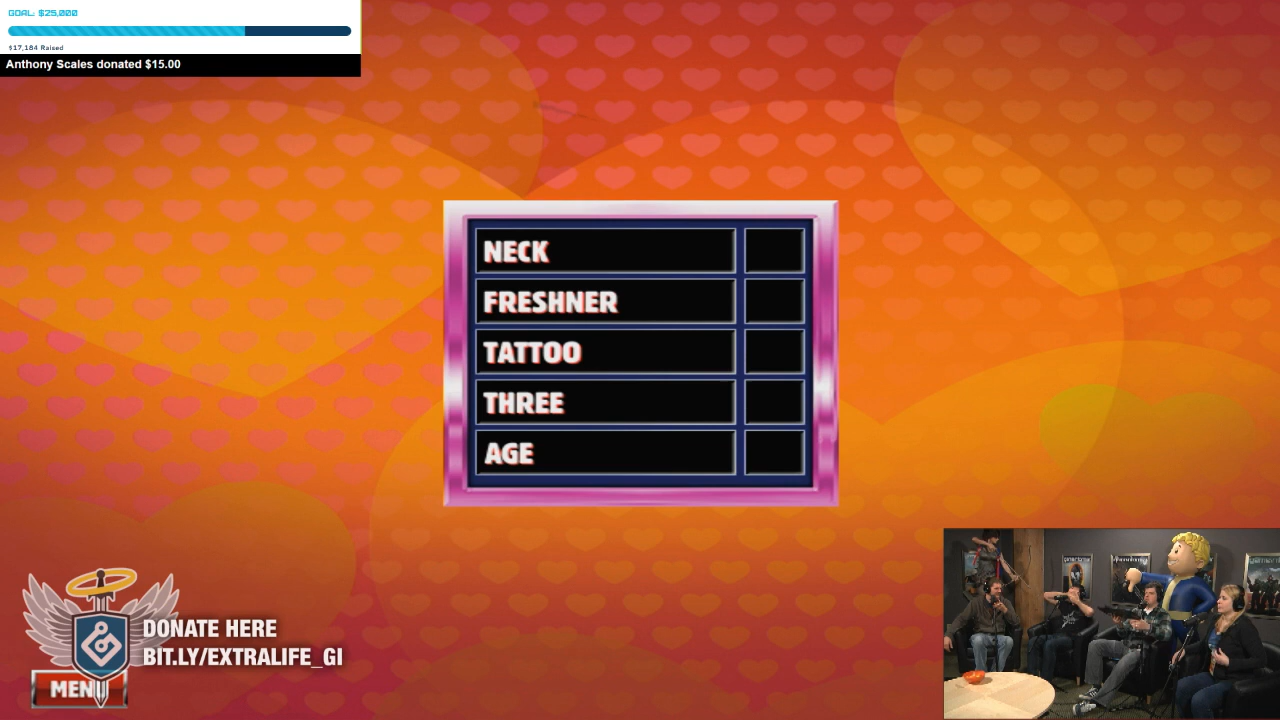 GOAL: $25,000
$17,184 Raised
Anthony Scales donated $15.00
NECK
FRESHNER
TATTOO
THREE
AGE
DONATE HERE
BIT.LY/EXTRALIFE_GI
MENU